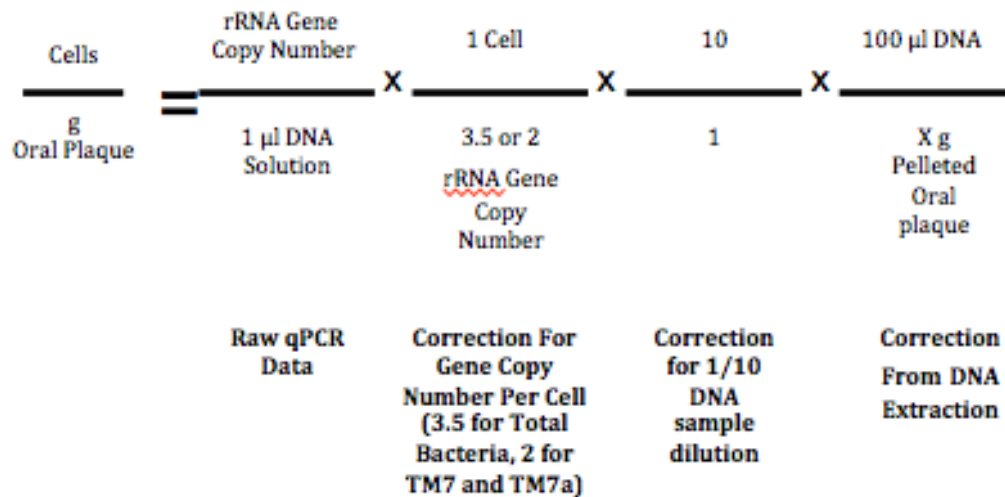 Cells
g
Oral Plaque
=
rRNA Gene
Copy Number
1 µl DNA
Solution
X
1 Cell
3.5 or 2
rRNA Gene
Copy
Number
X
10
1
X
100 µl DNA
X g
Pelleted
Oral
plaque
Raw qPCR
Data
Correction For
Gene Copy
Number Per Cell
(3.5 for Total
Bacteria, 2 for
TM7 and TM7a)
Correction
for 1/10
DNA
sample
dilution
Correction
From DNA
Extraction